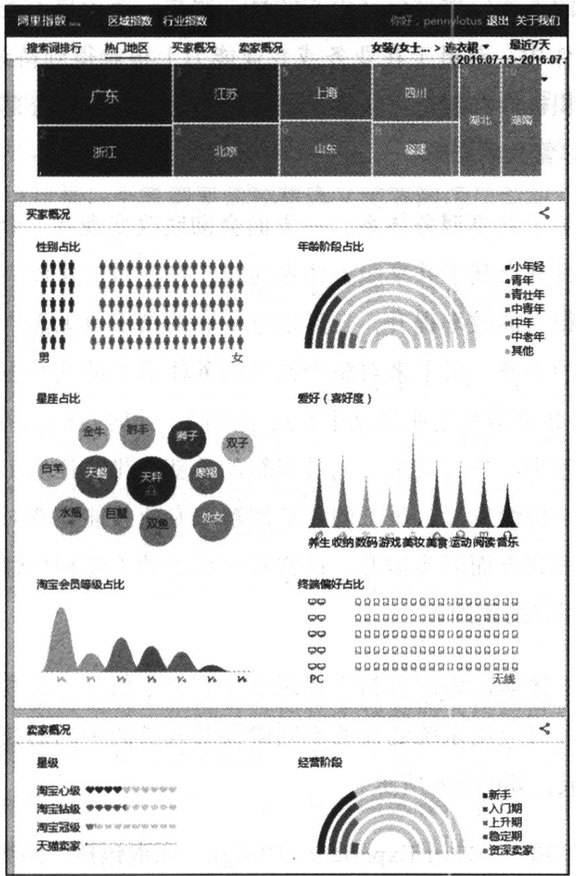 阿里指数 区域指数 行业指数 你好，pennylotus 退出 关于我们
搜索词排行 热门地区 买家概况 卖家概况 女装/女士... > 连衣裙 最近7天
(2016.07.13~2016.07.
1 广东 3 江苏 5 上海 7 四川 9 湖北 10 湖南
2 浙江 4 北京 6 山东 8 福建
买家概况
性别占比
男 女
年龄阶段占比
小年轻
青年
青壮年
中青年
中年
中老年
其他
星座占比
金牛 射手 狮子 双子
白羊 天蝎 天秤 摩羯
水瓶 巨蟹 双鱼 处女
爱好（喜好度）
养生 收纳 数码 游戏 美妆 美食 运动 阅读 音乐
淘宝会员等级占比
终端偏好占比
PC 无线
卖家概况
星级
淘宝心级
淘宝钻级
淘宝冠级
天猫卖家
经营阶段
新手
入门期
上升期
稳定期
资深卖家